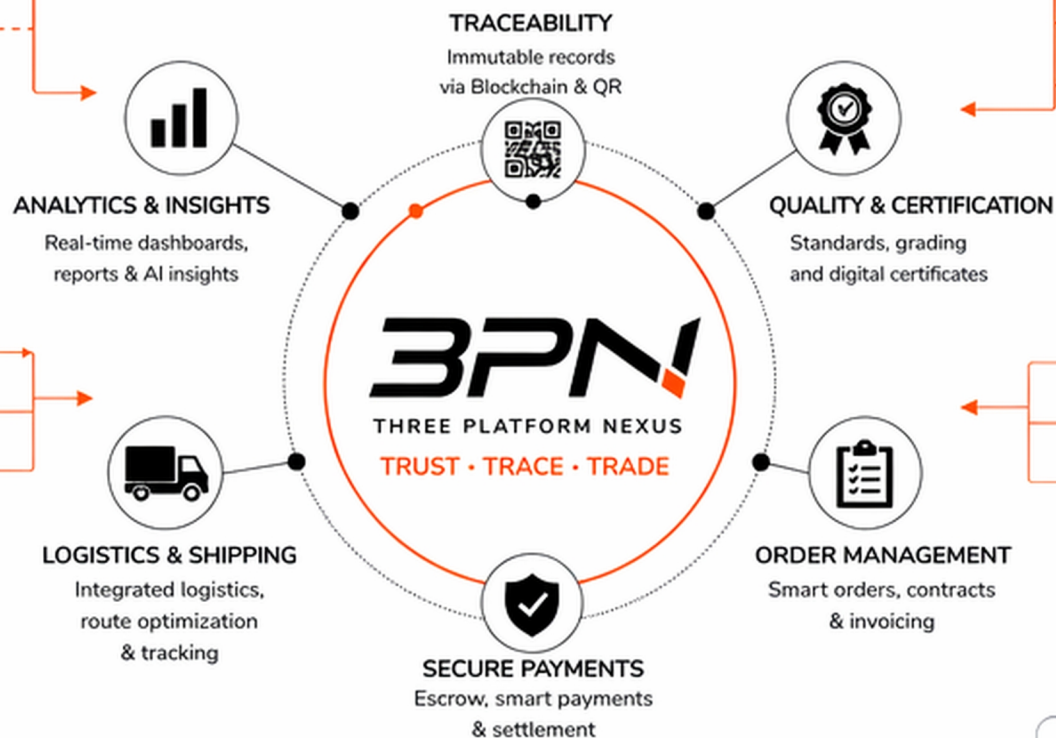 TRACEABILITY
Immutable records
via Blockchain & QR
ANALYTICS & INSIGHTS
Real-time dashboards,
reports & AI insights
QUALITY & CERTIFICATION
Standards, grading
and digital certificates
3PN
THREE PLATFORM NEXUS
TRUST • TRACE • TRADE
LOGISTICS & SHIPPING
Integrated logistics,
route optimization
& tracking
ORDER MANAGEMENT
Smart orders, contracts
& invoicing
SECURE PAYMENTS
Escrow, smart payments
& settlement